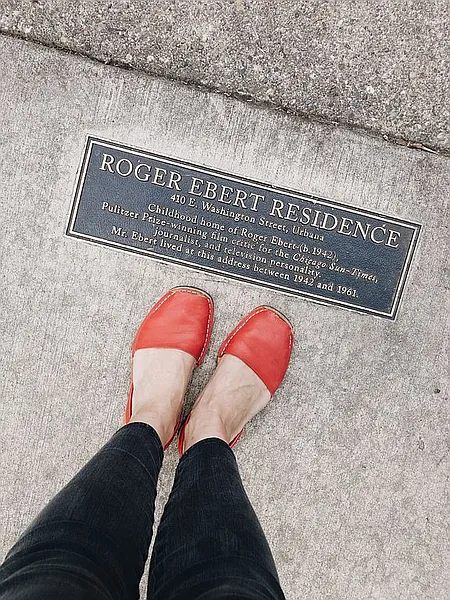 ROGER EBERT RESIDENCE
410 E. Washington Street, Urbana
Childhood home of Roger Ebert (b. 1942),
Pulitzer Prize-winning film critic for the Chicago Sun-Times,
journalist, and television personality.
Mr. Ebert lived at this address between 1942 and 1961.